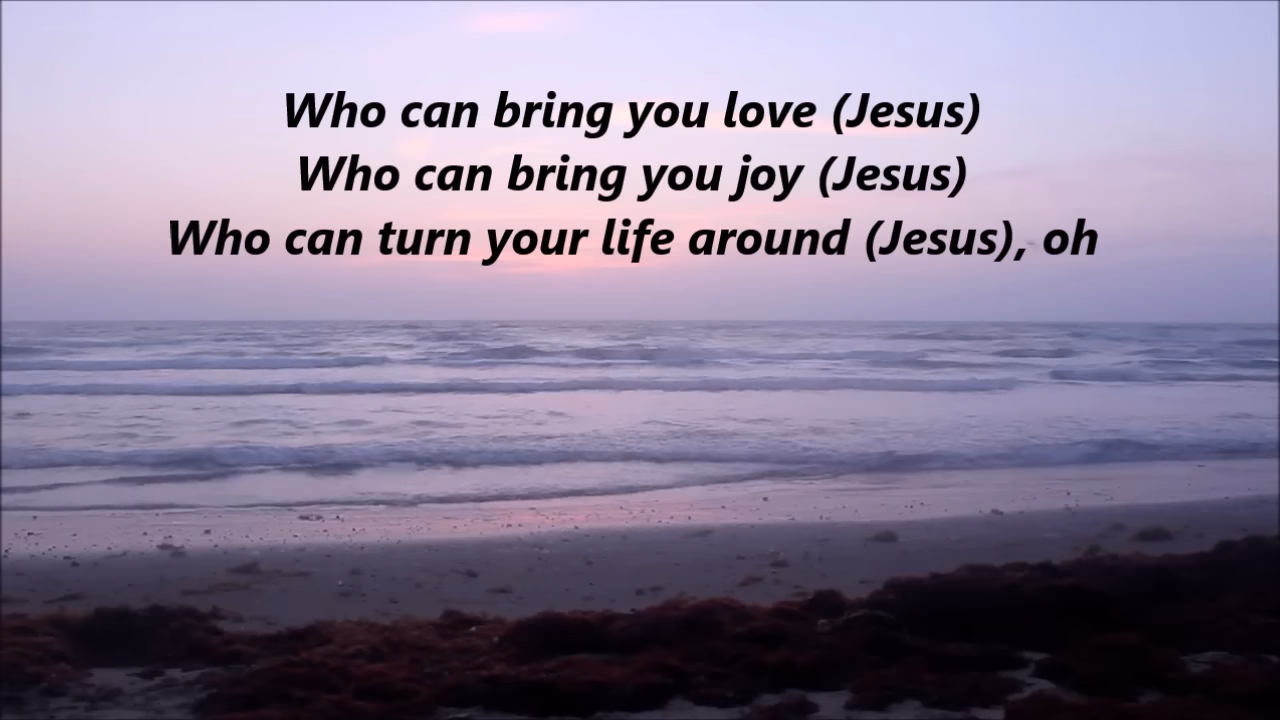 Who can bring you love (Jesus)
Who can bring you joy (Jesus)
Who can turn your life around (Jesus), oh